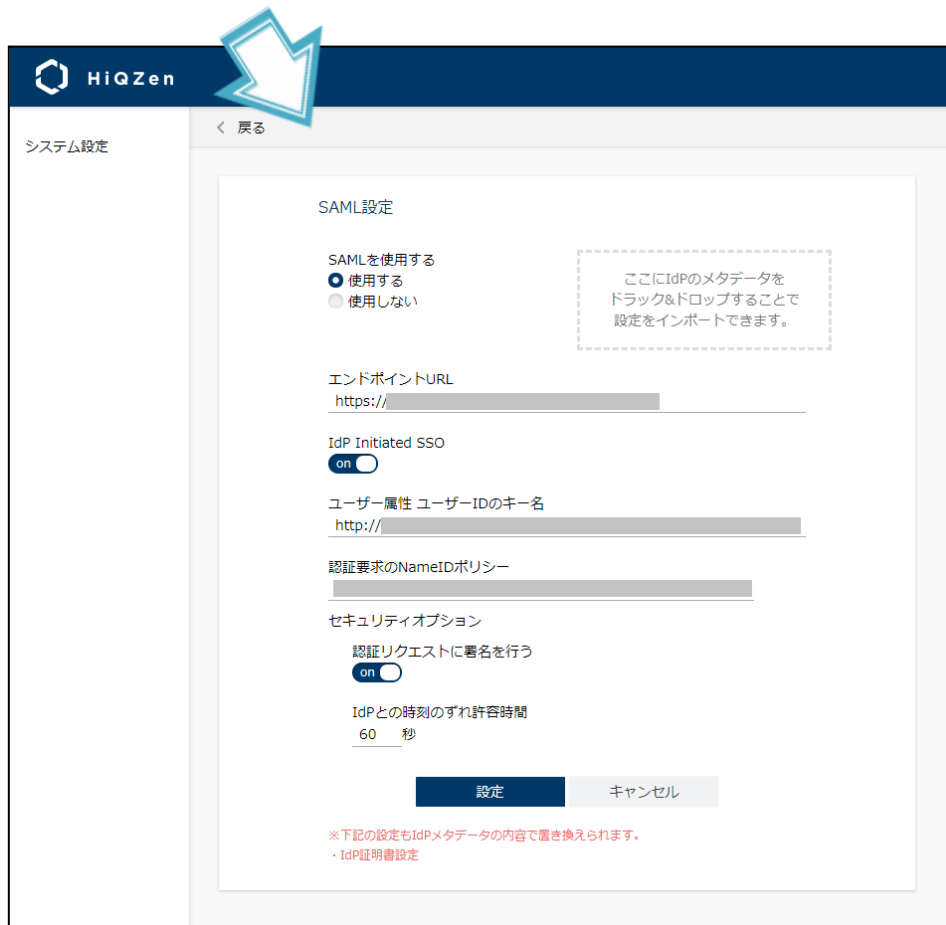 HiQZen
戻る
システム設定
SAML設定
SAMLを使用する
使用する
使用しない
ここにIdPのメタデータを
ドラック&ドロップすることで
設定をインポートできます。
エンドポイントURL
https://
IdP Initiated SSO
on
ユーザー属性 ユーザーIDのキー名
http://
認証要求のNameIDポリシー
セキュリティオプション
認証リクエストに署名を行う
on
IdPとの時刻のずれ許容時間
60 秒
設定 キャンセル
※下記の設定もIdPメタデータの内容で置き換えられます。
・IdP証明書設定